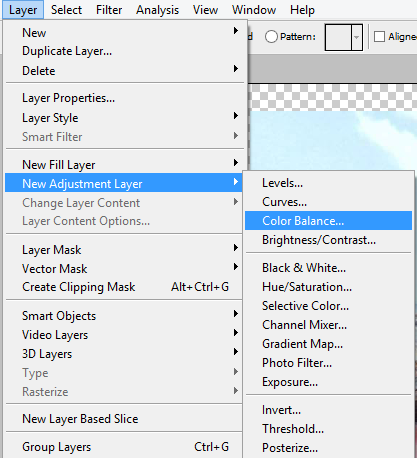 Layer Select Filter Analysis View Window Help
Pattern: Aligne
New
Duplicate Layer...
Delete
Layer Properties...
Layer Style
Smart Filter
New Fill Layer
New Adjustment Layer
Change Layer Content
Layer Content Options...
Layer Mask
Vector Mask
Create Clipping Mask Alt+Ctrl+G
Smart Objects
Video Layers
3D Layers
Type
Rasterize
New Layer Based Slice
Group Layers Ctrl+G
Levels...
Curves...
Color Balance...
Brightness/Contrast...
Black & White...
Hue/Saturation...
Selective Color...
Channel Mixer...
Gradient Map...
Photo Filter...
Exposure...
Invert...
Threshold...
Posterize...